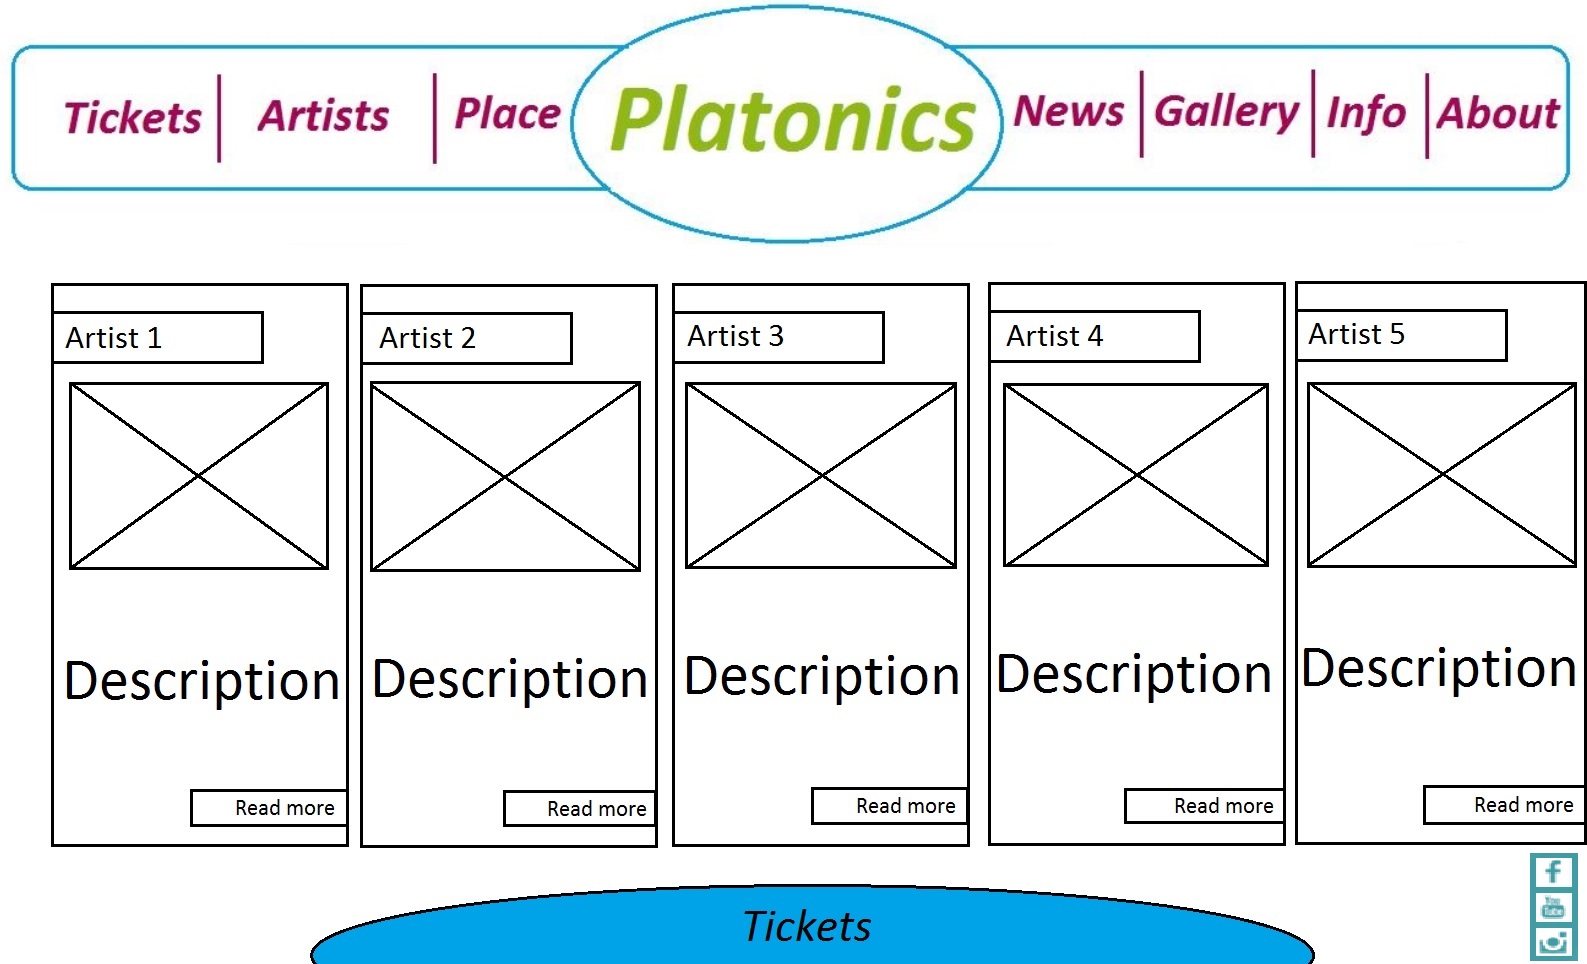 Tickets Artists Place Platonics News Gallery Info About
Artist 1 Artist 2 Artist 3 Artist 4 Artist 5
Description Description Description Description Description
Read more Read more Read more Read more Read more
f
You
Tube
Tickets